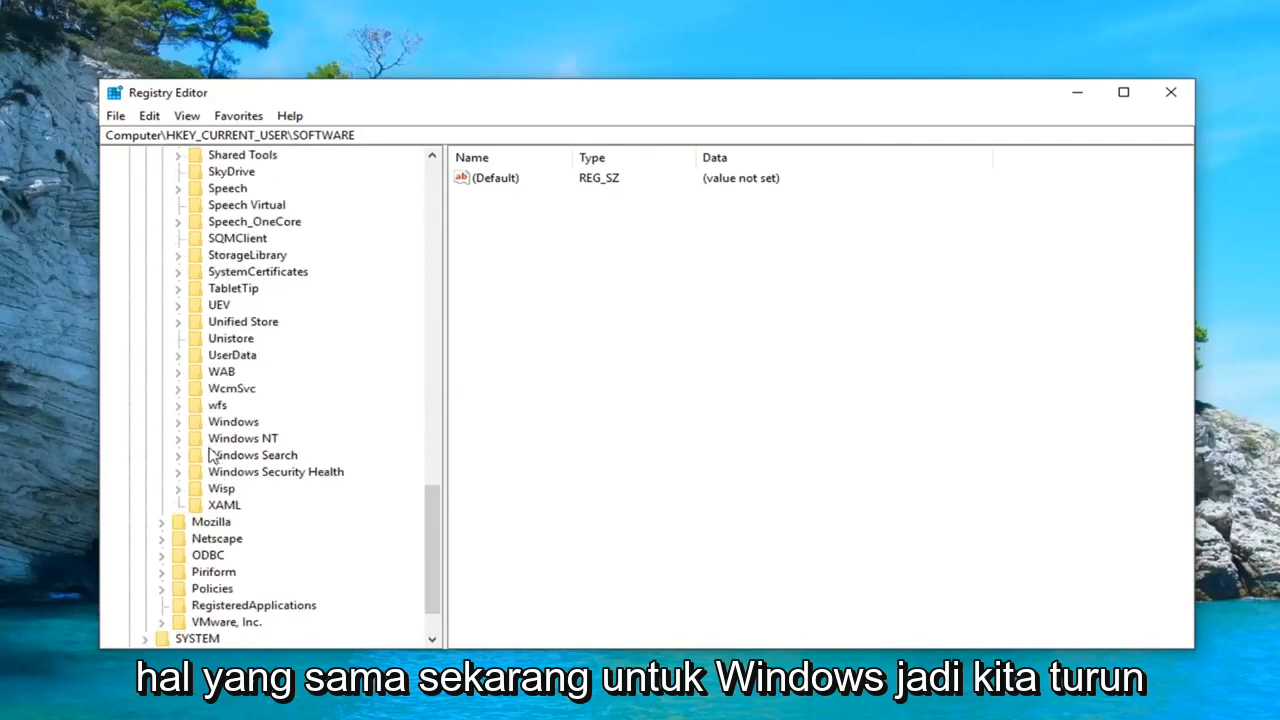 Registry Editor
File Edit View Favorites Help
Computer\HKEY_CURRENT_USER\SOFTWARE
Shared Tools
SkyDrive
Speech
Speech Virtual
Speech_OneCore
SQMClient
StorageLibrary
SystemCertificates
TabletTip
UEV
Unified Store
Unistore
UserData
WAB
WcmSvc
wfs
Windows
Windows NT
Windows Search
Windows Security Health
Wisp
XAML
Mozilla
Netscape
ODBC
Piriform
Policies
RegisteredApplications
VMware, Inc.
SYSTEM
Name Type Data
ab (Default) REG_SZ (value not set)
hal yang sama sekarang untuk Windows jadi kita turun